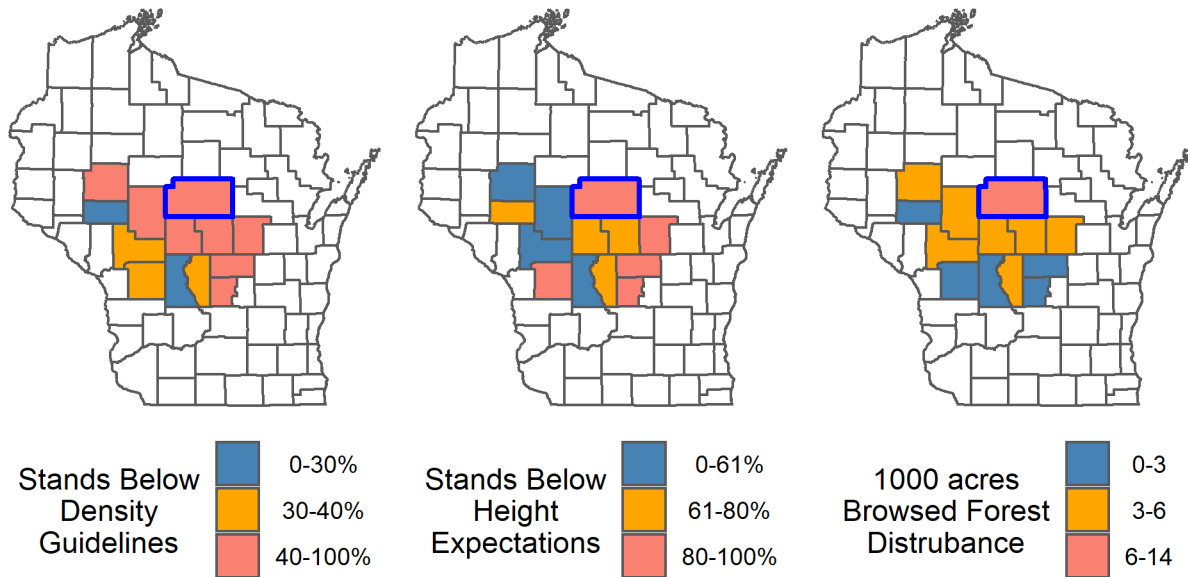 Stands Below
Density
Guidelines
0-30%
30-40%
40-100%
Stands Below
Height
Expectations
0-61%
61-80%
80-100%
1000 acres
Browsed Forest
Distrubance
0-3
3-6
6-14